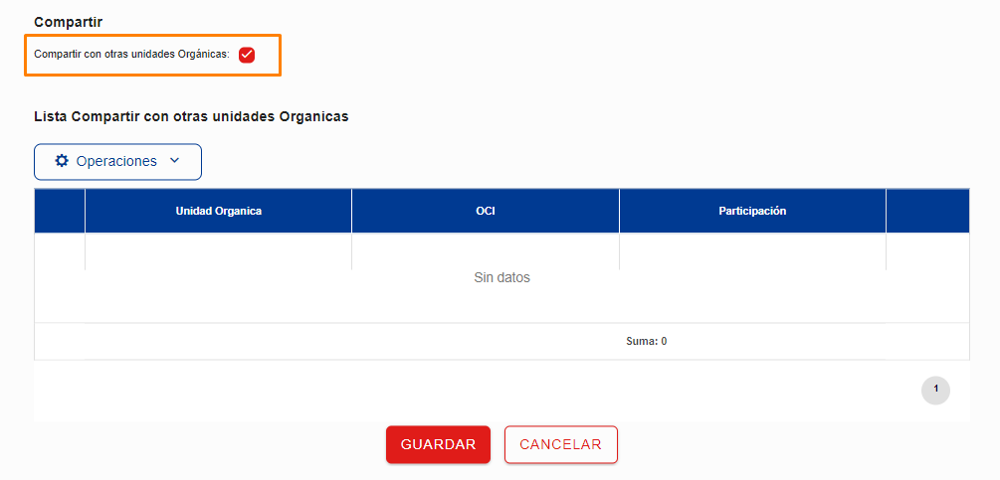 Compartir
Compartir con otras unidades Orgánicas:
Lista Compartir con otras unidades Organicas
Operaciones
Unidad Organica OCI Participación
Sin datos
Suma: 0
1
GUARDAR CANCELAR